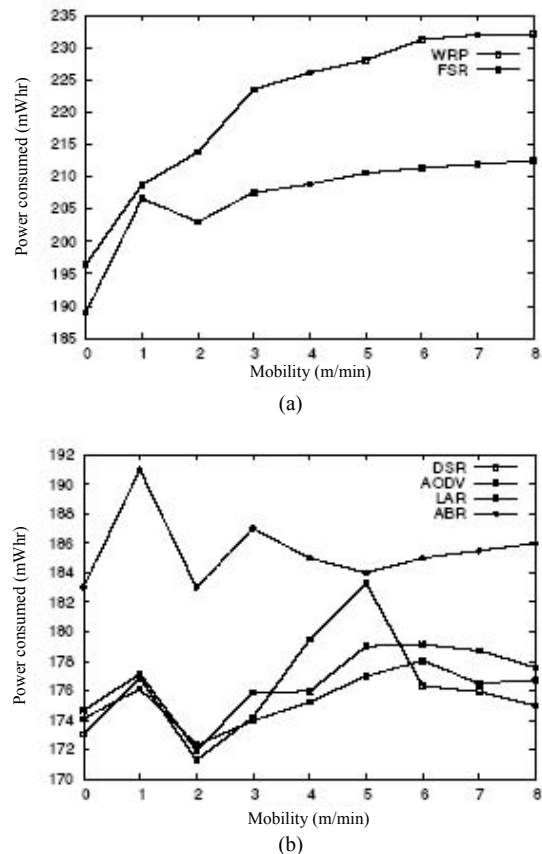 Power consumed (mWhr)
235
230
225
220
215
210
205
200
195
190
185
WRP
FSR
0 1 2 3 4 5 6 7 8
Mobility (m/min)
(a)
Power consumed (mWhr)
192
190
188
186
184
182
180
178
176
174
172
170
DSR
AODV
LAR
ABR
0 1 2 3 4 5 6 7 8
Mobility (m/min)
(b)